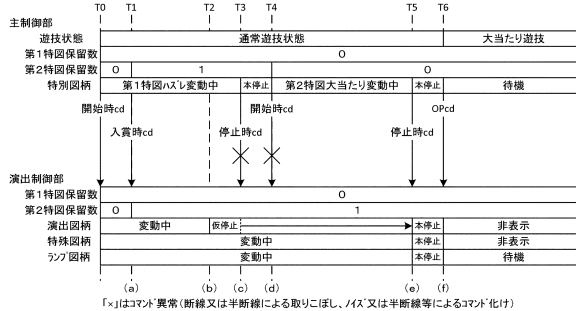 T0 T1 T2 T3 T4 T5 T6
主制御部
遊技状態 通常遊技状態 大当たり遊技
第1特図保留数 0
第2特図保留数 0 1 0
特別図柄 第1特図ハズレ変動中 本停止 第2特図大当たり変動中 本停止 待機
開始時cd 停止時cd 開始時cd 停止時cd OPcd
入賞時cd
演出制御部
第1特図保留数 0
第2特図保留数 0 1
演出図柄 変動中 仮停止 本停止 非表示
特殊図柄 変動中 本停止 非表示
ランプ図柄 変動中 本停止 待機
(a) (b) (c) (d) (e) (f)
「×」はコマンド異常(断線又は半断線による取りこぼし、ノイズ又は半断線等によるコマンド化け)